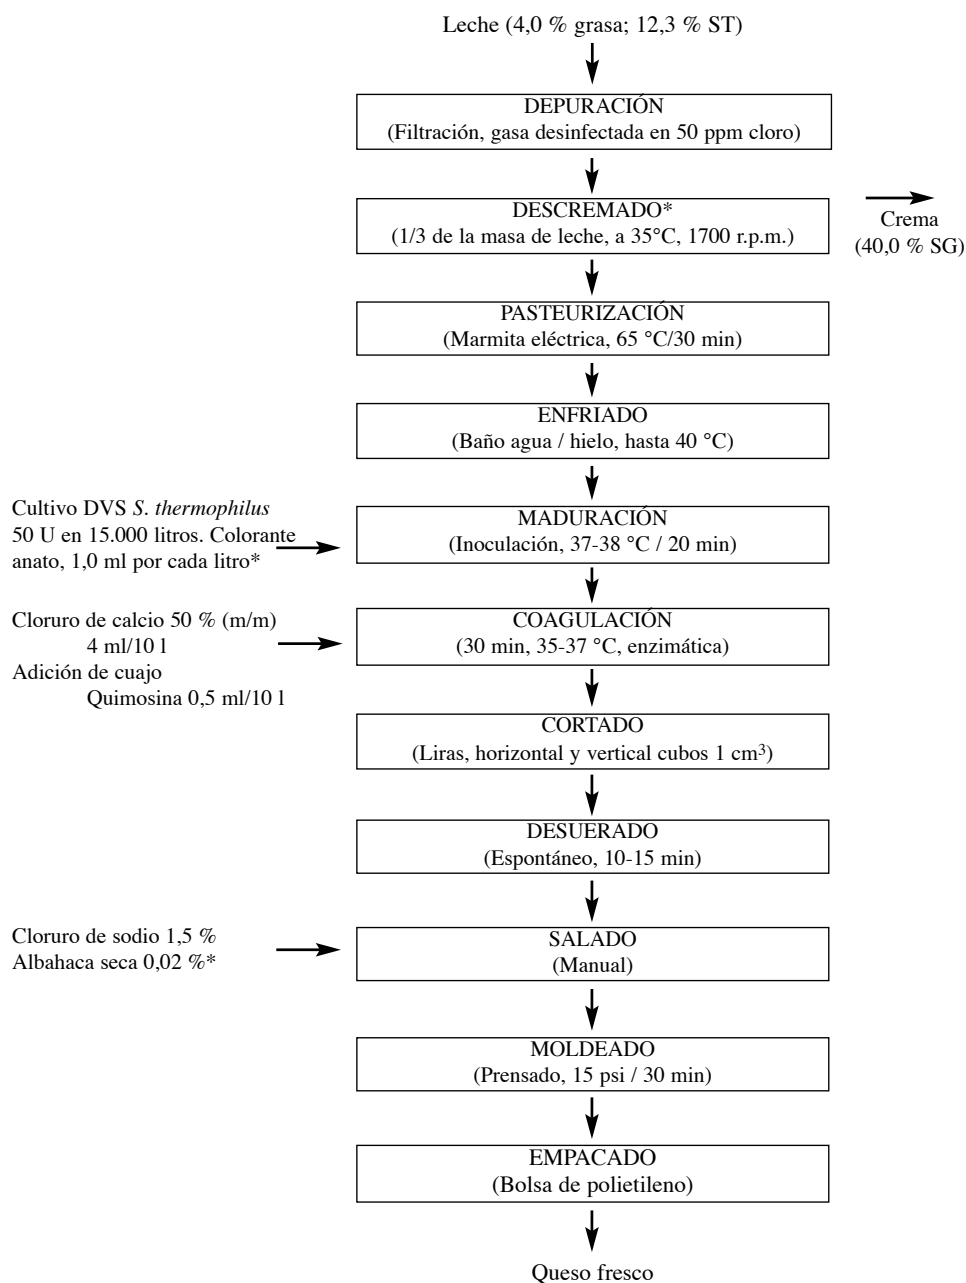 Leche (4,0 % grasa; 12,3 % ST)
DEPURACIÓN
(Filtración, gasa desinfectada en 50 ppm cloro)
DESCREMADO*
(1/3 de la masa de leche, a 35°C, 1700 r.p.m.)
Crema
(40,0 % SG)
PASTEURIZACIÓN
(Marmita eléctrica, 65 °C/30 min)
ENFRIADO
(Baño agua / hielo, hasta 40 °C)
Cultivo DVS S. thermophilus
50 U en 15.000 litros. Colorante
anato, 1,0 ml por cada litro*
MADURACIÓN
(Inoculación, 37-38 °C / 20 min)
Cloruro de calcio 50 % (m/m)
4 ml/10 l
Adición de cuajo
Quimosina 0,5 ml/10 l
COAGULACIÓN
(30 min, 35-37 °C, enzimática)
CORTADO
(Liras, horizontal y vertical cubos 1 cm³)
DESUERADO
(Espontáneo, 10-15 min)
Cloruro de sodio 1,5 %
Albahaca seca 0,02 %*
SALADO
(Manual)
MOLDEADO
(Prensado, 15 psi / 30 min)
EMPACADO
(Bolsa de polietileno)
Queso fresco